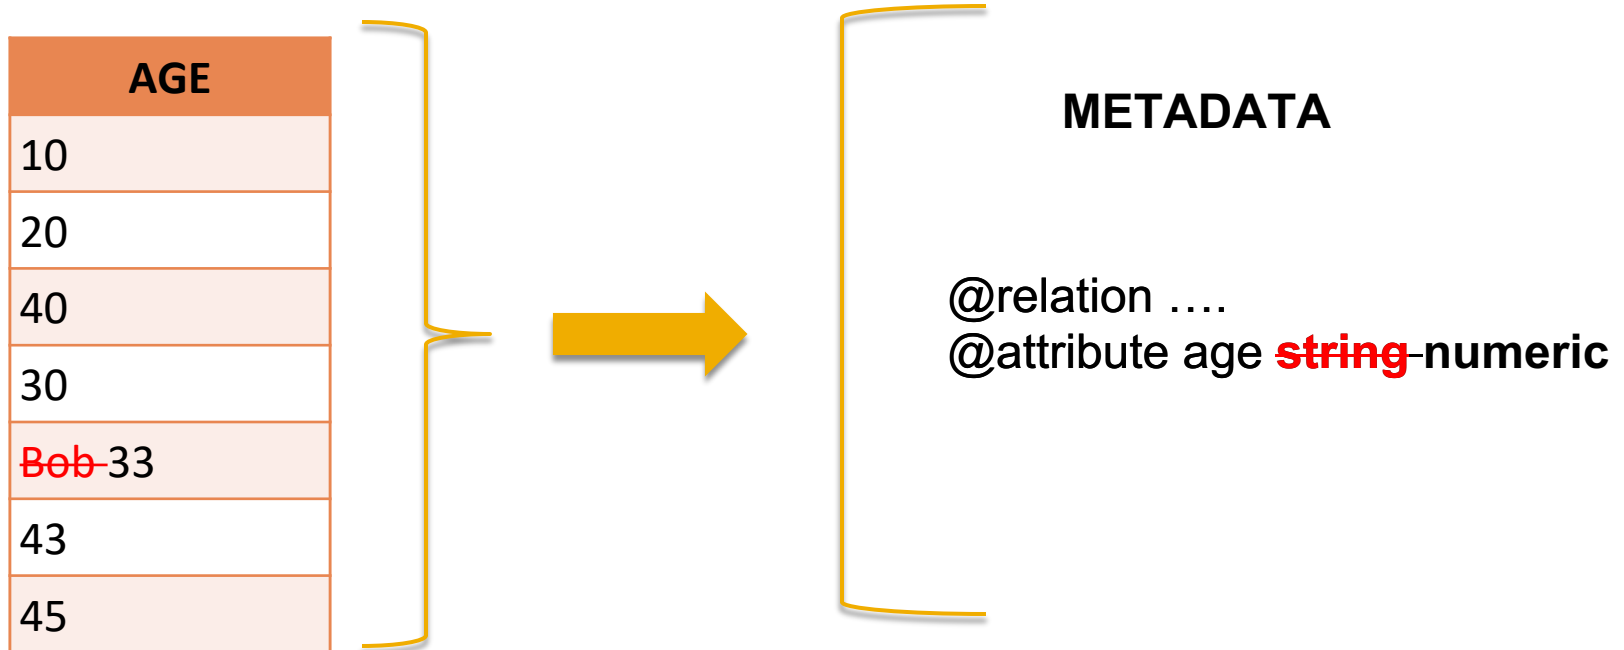 AGE
10
20
40
30
Bob 33
43
45
METADATA
@relation ....
@attribute age string numeric